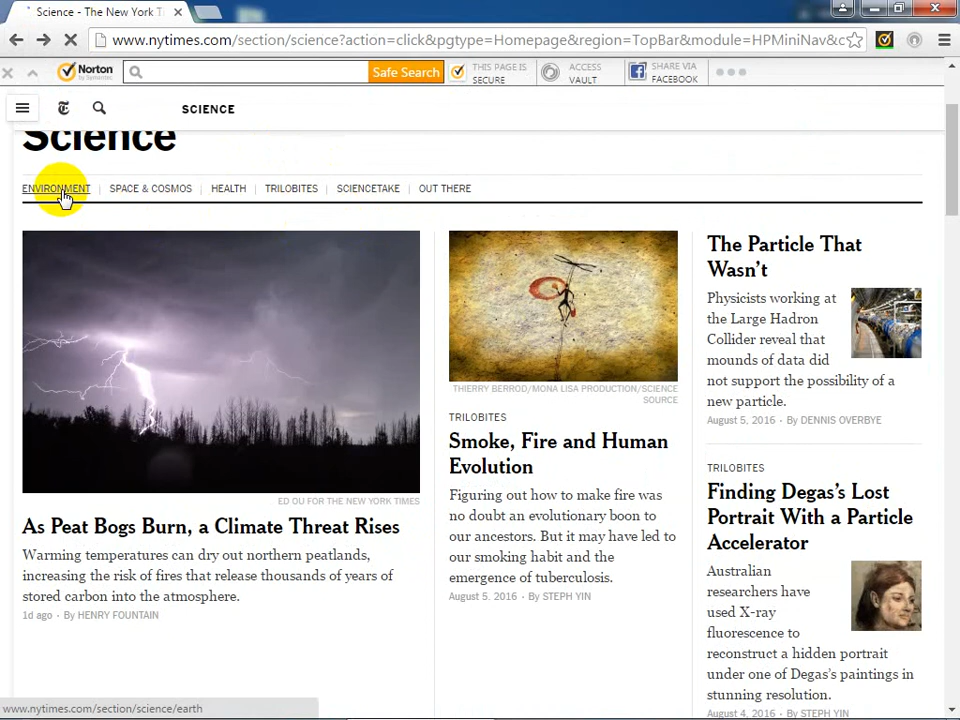 Science - The New York Ti
www.nytimes.com/section/science?action=click&pgtype=Homepage&region=TopBar&module=HPMiniNav&c
Norton
by Symantec
Safe Search
THIS PAGE IS
SECURE
ACCESS
VAULT
SHARE VIA
FACEBOOK
SCIENCE
Science
ENVIRONMENT
SPACE & COSMOS
HEALTH
TRILOBITES
SCIENCETAKE
OUT THERE
ED OU FOR THE NEW YORK TIMES
As Peat Bogs Burn, a Climate Threat Rises
Warming temperatures can dry out northern peatlands,
increasing the risk of fires that release thousands of years of
stored carbon into the atmosphere.
1d ago - By HENRY FOUNTAIN
THIERRY BERROD/MONA LISA PRODUCTION/SCIENCE
SOURCE
TRILOBITES
Smoke, Fire and Human
Evolution
Figuring out how to make fire was
no doubt an evolutionary boon to
our ancestors. But it may have led to
our smoking habit and the
emergence of tuberculosis.
August 5, 2016 - By STEPH YIN
The Particle That
Wasn't
Physicists working at
the Large Hadron
Collider reveal that
mounds of data did
not support the possibility of a
new particle.
August 5, 2016 - By DENNIS OVERBYE
TRILOBITES
Finding Degas's Lost
Portrait With a Particle
Accelerator
Australian
researchers have
used X-ray
fluorescence to
reconstruct a hidden portrait
under one of Degas's paintings in
stunning resolution.
August 4, 2016 - By STEPH YIN
www.nytimes.com/section/science/earth